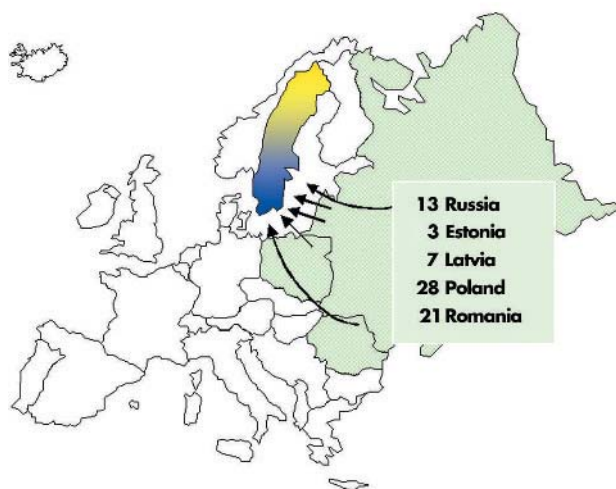 13 Russia
3 Estonia
7 Latvia
28 Poland
21 Romania